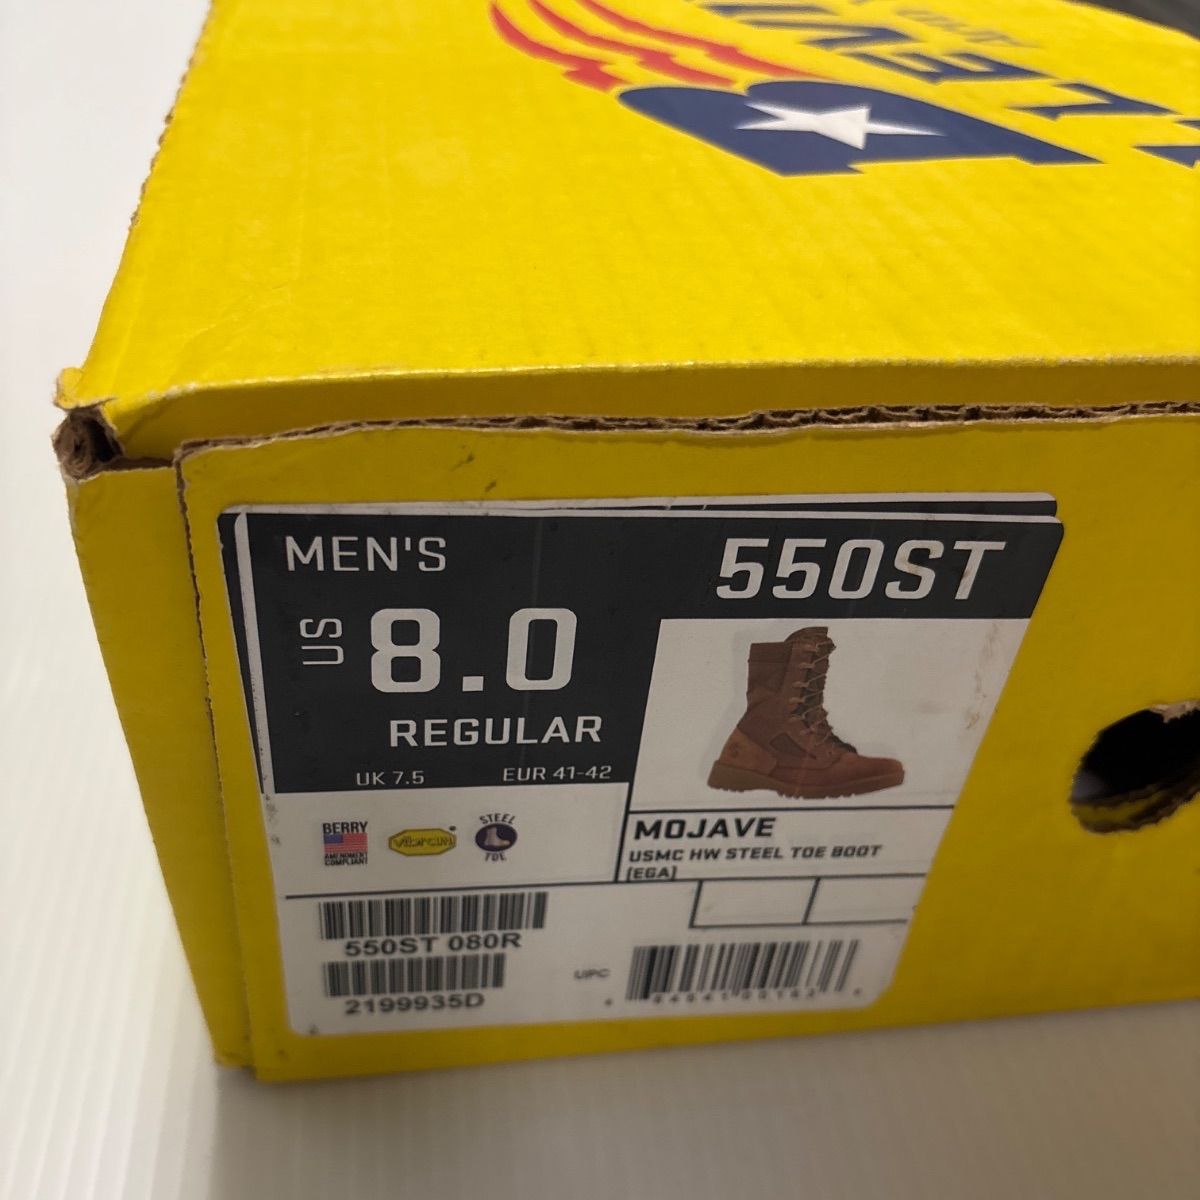 MEN'S
550ST
US 8.0
REGULAR
UK 7.5 EUR 41-42
BERRY
AMENDMENT
COMPLIANT
vibram
STEEL
TOE
MOJAVE
USMC HW STEEL TOE BOOT
(EGA)
550ST 080R
2199935D
UPC